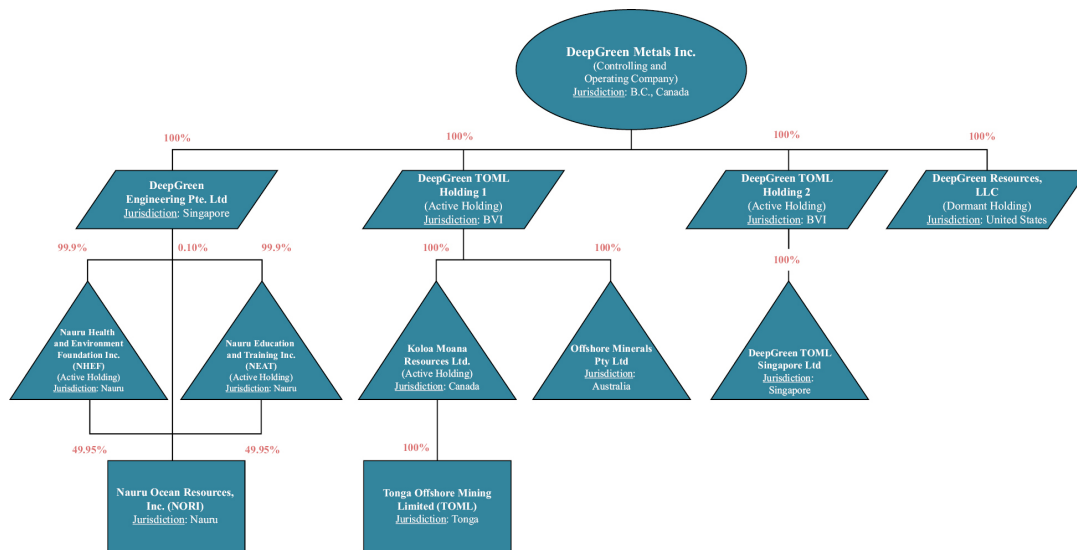 DeepGreen Metals Inc.
(Controlling and
Operating Company)
Jurisdiction: B.C., Canada
100%
100%
100%
100%
DeepGreen
Engineering Pte. Ltd
Jurisdiction: Singapore
DeepGreen TOML
Holding 1
(Active Holding)
Jurisdiction: BVI
DeepGreen TOML
Holding 2
(Active Holding)
Jurisdiction: BVI
DeepGreen Resources,
LLC
(Dormant Holding)
Jurisdiction: United States
99.9%
0.10%
99.9%
100%
100%
100%
Nauru Health
and Environment
Foundation Inc.
(NHEF)
(Active Holding)
Jurisdiction: Nauru
Nauru Education
and Training Inc.
(NEAT)
(Active Holding)
Jurisdiction: Nauru
Koloa Moana
Resources Ltd.
(Active Holding)
Jurisdiction: Canada
Offshore Minerals
Pty Ltd
Jurisdiction:
Australia
DeepGreen TOML
Singapore Ltd
Jurisdiction:
Singapore
49.95%
49.95%
100%
Nauru Ocean Resources,
Inc. (NORI)
Jurisdiction: Nauru
Tonga Offshore Mining
Limited (TOML)
Jurisdiction: Tonga